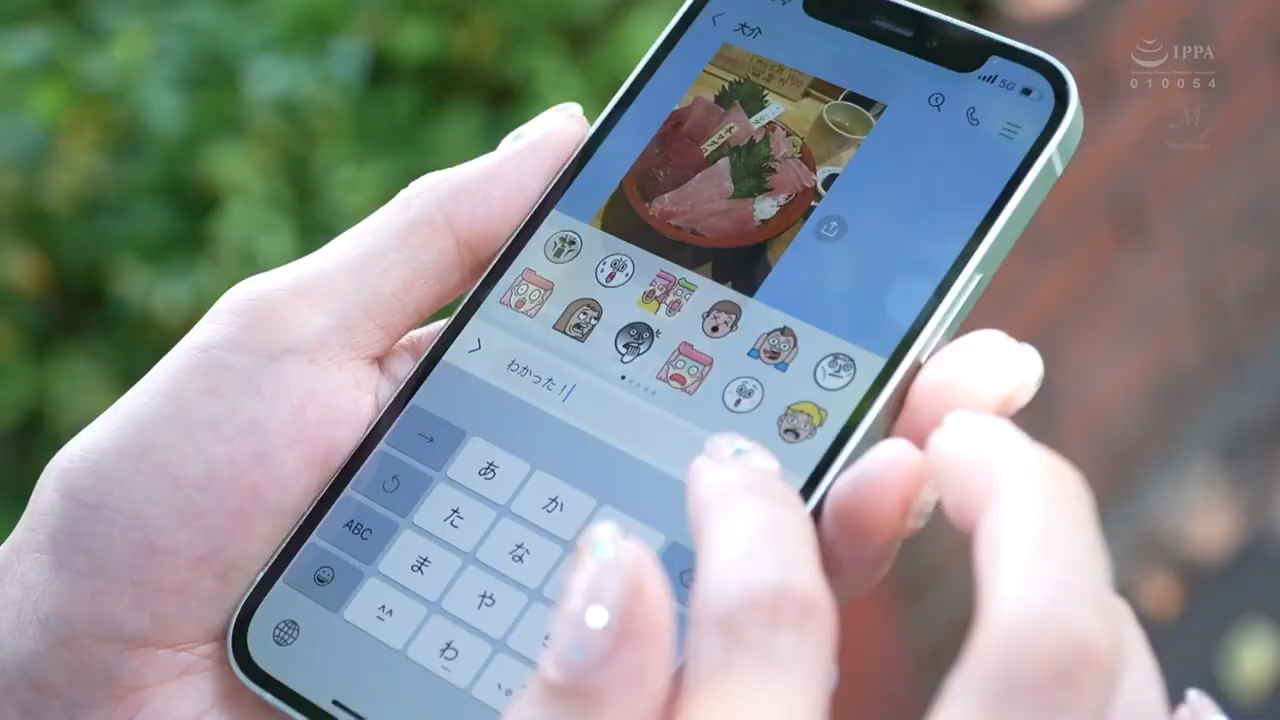 大介
5G
IPPA
010054
M
わかった!
→
あ
か
た
な
ABC
ま
や
^^
わ